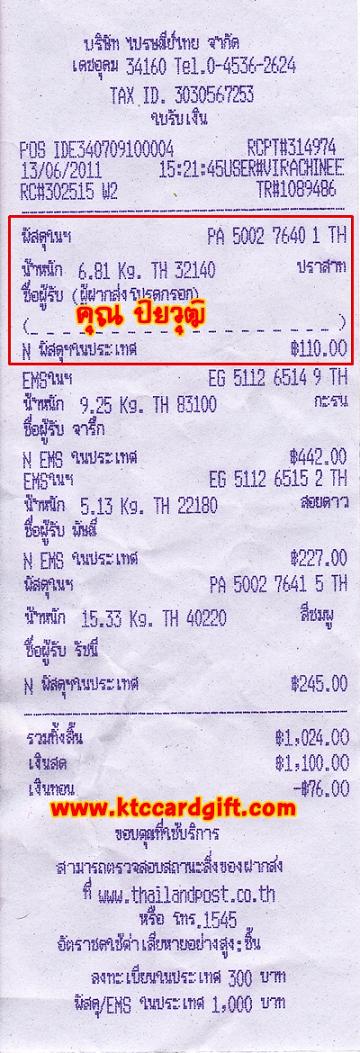 บริษัท ไปรษณีย์ไทย จำกัด
เดชอุดม 34160 Tel.0-4536-2624
TAX ID. 3030567253
ใบรับเงิน
POS IDE340709100004 RCPT#314974
13/06/2011 15:21:45USER#VIRACHINEE
RC#302515 W2 TR#1089486
พัสดุในฯ PA 5002 7640 1 TH
น้ำหนัก 6.81 Kg. TH 32140 ปราสาท
ชื่อผู้รับ (ผู้ฝากส่งโปรดกรอก)
คุณ ปิยวุฒิ
(_ _ _ _ _ _ _ _ _ _ _ _ _ _ _ _ _ _ )
N พัสดุฯในประเทศ ฿110.00
EMSในฯ EG 5112 6514 9 TH
น้ำหนัก 9.25 Kg. TH 83100 กะรน
ชื่อผู้รับ จารึก
N EMS ในประเทศ ฿442.00
EMSในฯ EG 5112 6515 2 TH
น้ำหนัก 5.13 Kg. TH 22180 สอยดาว
ชื่อผู้รับ มัษฎ์
N EMS ในประเทศ ฿227.00
พัสดุในฯ PA 5002 7641 5 TH
น้ำหนัก 15.33 Kg. TH 40220 สีชมพู
ชื่อผู้รับ รัชนี
N พัสดุฯในประเทศ ฿245.00
รวมทั้งสิ้น ฿1,024.00
เงินสด ฿1,100.00
เงินทอน -฿76.00
www.ktccardgift.com
ขอบคุณที่ใช้บริการ
สามารถตรวจสอบสถานะสิ่งของฝากส่ง
ที่ www.thailandpost.co.th
หรือ โทร.1545
อัตราชดใช้ค่าเสียหายอย่างสูง:ชิ้น
ลงทะเบียนในประเทศ 300 บาท
พัสดุ/EMS ในประเทศ 1,000 บาท